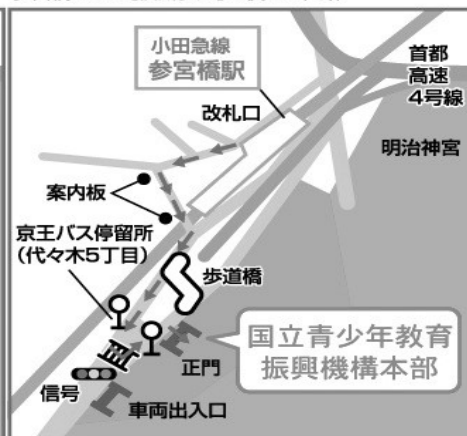 小田急線
参宮橋駅
首都
高速
4号線
改札口
明治神宮
案内板
京王バス停留所
(代々木5丁目)
歩道橋
国立青少年教育
振興機構本部
正門
信号
車両出入口